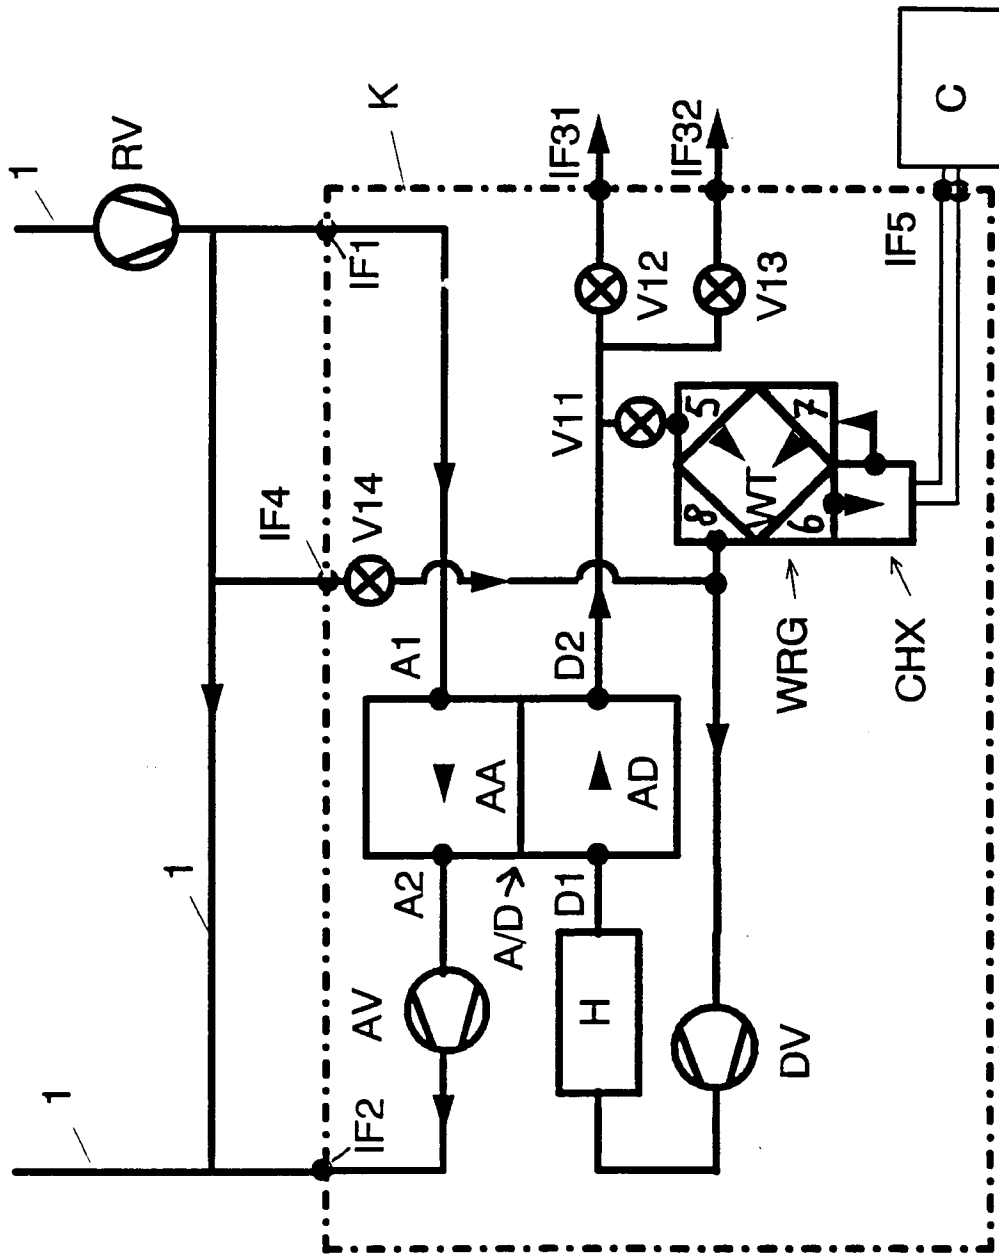 1
RV
K
IF31
IF32
C
IF1
IF5
V12
V13
IF4
V14
V11
5
7
WT
8
6
A1
D2
WRG
CHX
AA
AD
1
A2
A/D
D1
AV
H
DV
1
IF2